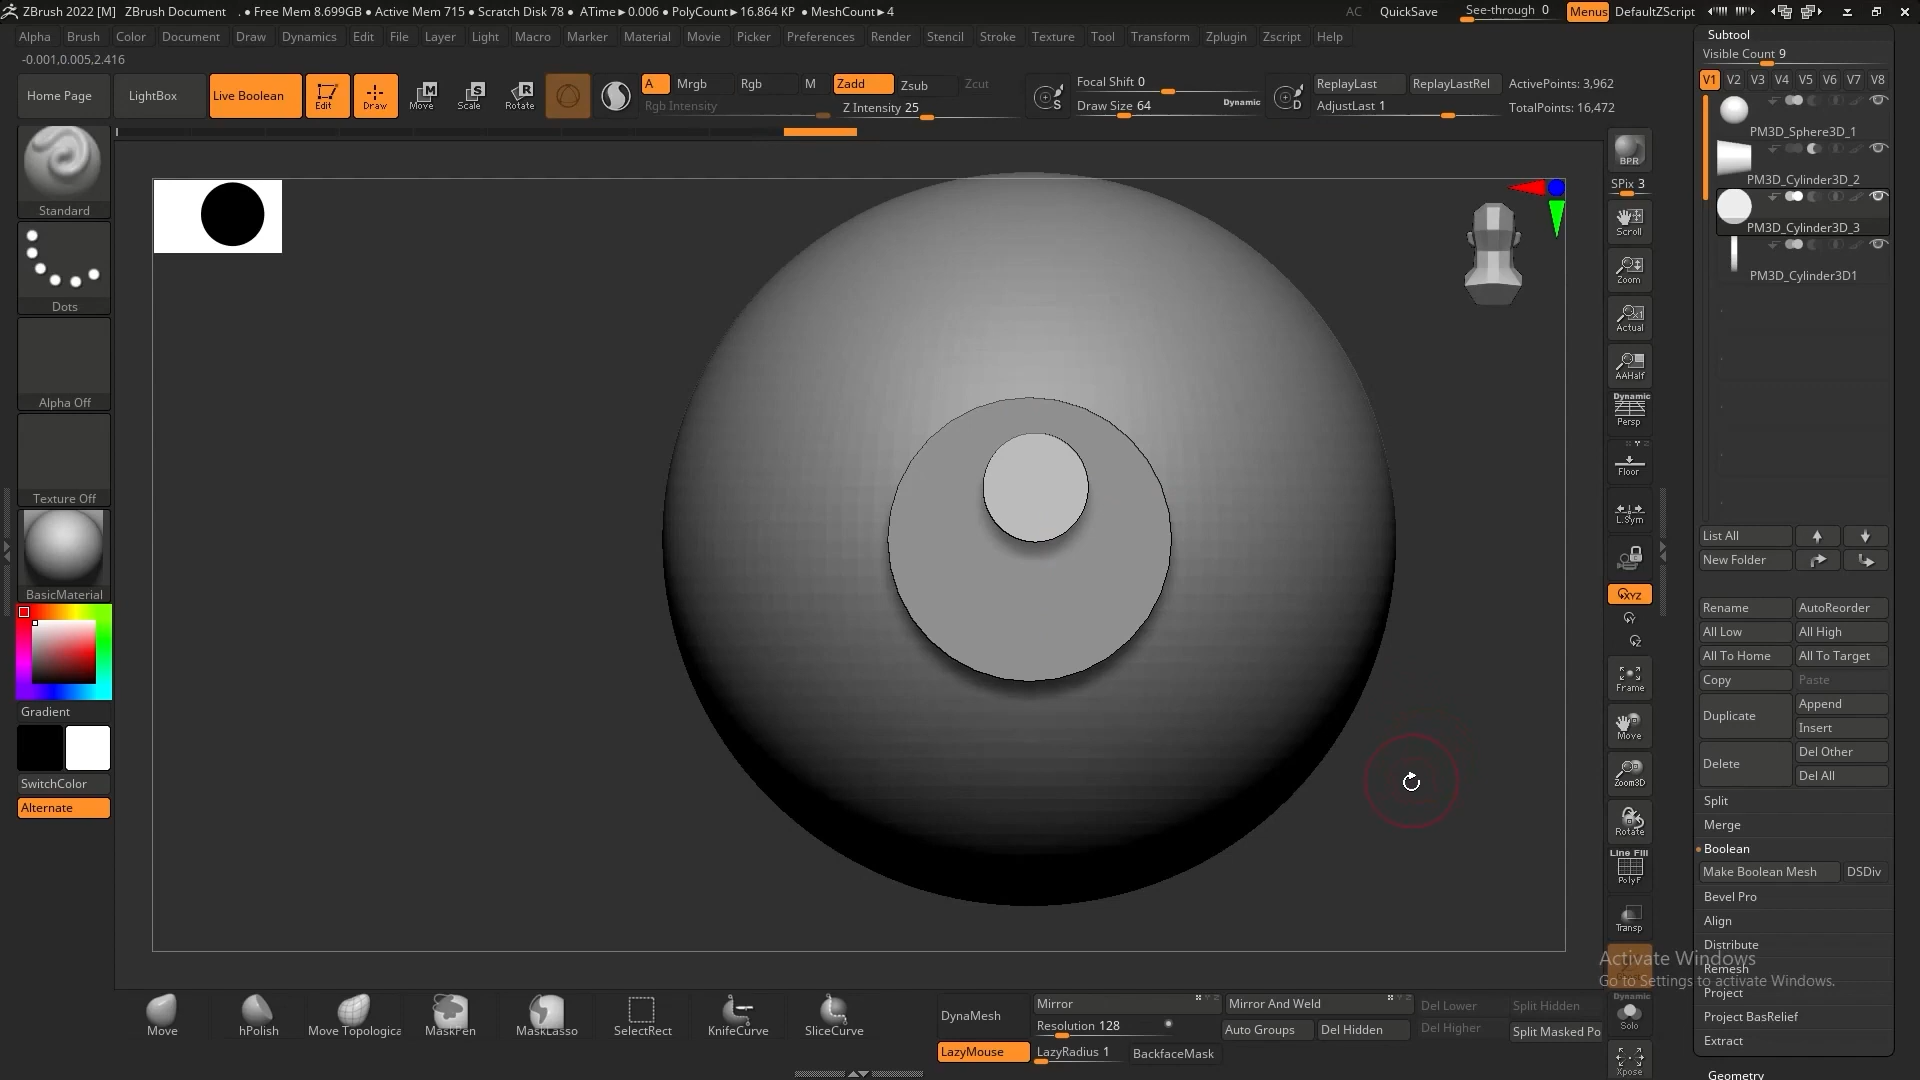 ZBrush 2022 [M] ZBrush Document . ● Free Mem 8.699GB ● Active Mem 715 ● Scratch Disk 78 ● ATime►0.006 ● PolyCount►16.864 KP ● MeshCount►4 AC QuickSave See-through 0 Menus DefaultZScript
Alpha Brush Color Document Draw Dynamics Edit File Layer Light Macro Marker Material Movie Picker Preferences Render Stencil Stroke Texture Tool Transform Zplugin Zscript Help
-0.001,0.005,2.416
Home Page LightBox Live Boolean Edit Draw Move Scale Rotate
A Mrgb Rgb M Zadd Zsub Zcut
Rgb Intensity Z Intensity 25
Focal Shift 0
Draw Size 64 Dynamic
S
D
ReplayLast ReplayLastRel ActivePoints: 3,962
AdjustLast 1 TotalPoints: 16,472
Standard
Dots
Alpha Off
Texture Off
BasicMaterial
Gradient
SwitchColor
Alternate
BPR
SPix 3
Scroll
Zoom
Actual
AAHalf
Dynamic
Persp
Floor
L.Sym
XYZ
Frame
Move
Zoom3D
Rotate
Line Fill
PolyF
Transp
Dynamic
Solo
Xpose
Subtool
Visible Count 9
V1 V2 V3 V4 V5 V6 V7 V8
PM3D_Sphere3D_1
PM3D_Cylinder3D_2
PM3D_Cylinder3D_3
PM3D_Cylinder3D1
List All
New Folder
Rename AutoReorder
All Low All High
All To Home All To Target
Copy Paste
Duplicate Append
Insert
Delete Del Other
Del All
Split
Merge
Boolean
Make Boolean Mesh DSDiv
Bevel Pro
Align
Distribute
Remesh
Project
Project BasRelief
Extract
Geometry
Activate Windows
Go to Settings to activate Windows.
Move hPolish Move Topologica MaskPen MaskLasso SelectRect KnifeCurve SliceCurve
DynaMesh Mirror Mirror And Weld Del Lower Split Hidden
Resolution 128 Auto Groups Del Hidden Del Higher Split Masked Po
LazyMouse LazyRadius 1 BackfaceMask